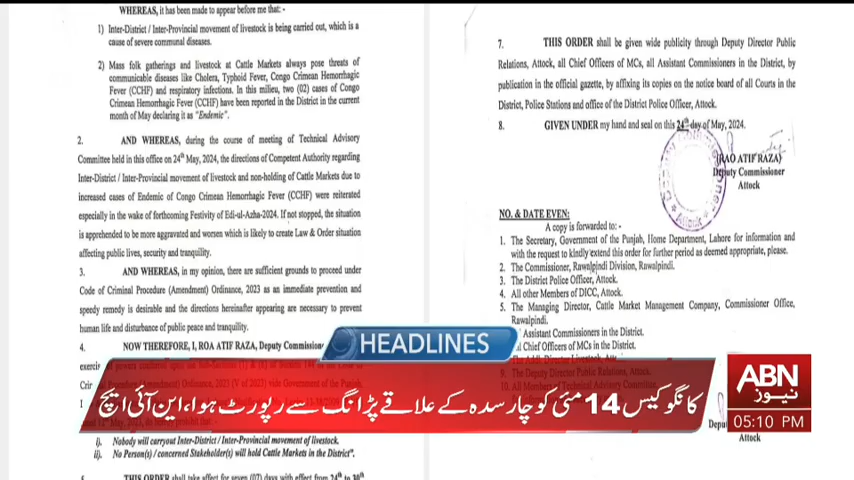 WHEREAS, it has been made to appear before me that: -
1) Inter-District / Inter-Provincial movement of livestock is being carried out, which is a
cause of severe communal diseases.
2) Mass folk gatherings and livestock at Cattle Markets always pose threats of
communicable diseases like Cholera, Typhoid Fever, Congo Crimean Hemorrhagic
Fever (CCHF) and respiratory infections. In this milieu, two (02) cases of Congo
Crimean Hemorrhagic Fever (CCHF) have been reported in the District in the current
month of May declaring it as "Endemic".
2. AND WHEREAS, during the course of meeting of Technical Advisory
Committee held in this office on 24th May, 2024, the directions of Competent Authority regarding
Inter-District / Inter-Provincial movement of livestock and non-holding of Cattle Markets due to
increased cases of Endemic of Congo Crimean Hemorrhagic Fever (CCHF) were reiterated
especially in the wake of forthcoming Festivity of Edi-ul-Azha-2024. If not stopped, the situation
is apprehended to be more aggravated and women which is likely to create Law & Order situation
affecting public lives, security and tranquility.
3. AND WHEREAS, in my opinion, there are sufficient grounds to proceed under
Code of Criminal Procedure (Amendment) Ordinance, 2023 as an immediate prevention and
speedy remedy is desirable and the directions hereinafter appearing are necessary to prevent
human life and disturbance of public peace and tranquility.
4. NOW THEREFORE, I, ROA ATIF RAZA, Deputy Commissio
i). Nobody will carryout Inter-District / Inter-Provincial movement of livestock.
ii). No Person(s) / concerned Stakeholder(s) will hold Cattle Markets in the District".
THIS ORDER shall take effect for seven (07) days with effect from 24th to 30th
7. THIS ORDER shall be given wide publicity through Deputy Director Public
Relations, Attock, all Chief Officers of MCs, all Assistant Commissioners in the District, by
publication in the official gazette, by affixing its copies on the notice board of all Courts in the
District, Police Stations and office of the District Police Officer, Attock.
8. GIVEN UNDER my hand and seal on this 24th day of May, 2024.
(RAO ATIF RAZA)
Deputy Commissioner
Attock
NO. & DATE EVEN:
A copy is forwarded to: -
1. The Secretary, Government of the Punjab, Home Department, Lahore for information and
with the request to kindly extend this order for further period as deemed appropriate, please.
2. The Commissioner, Rawalpindi Division, Rawalpindi.
3. The District Police Officer, Attock.
4. All other Members of DICC, Attock.
5. The Managing Director, Cattle Market Management Company, Commissioner Office,
Rawalpindi.
Assistant Commissioners in the District.
Chief Officers of MCs in the District.
Attock
HEADLINES
کانگو کیس 14 مئی کو چارسدہ کے علاقے پڑانگ سے رپورٹ ہوا، این آئی ایچ
ABN
نیوز
05:10 PM